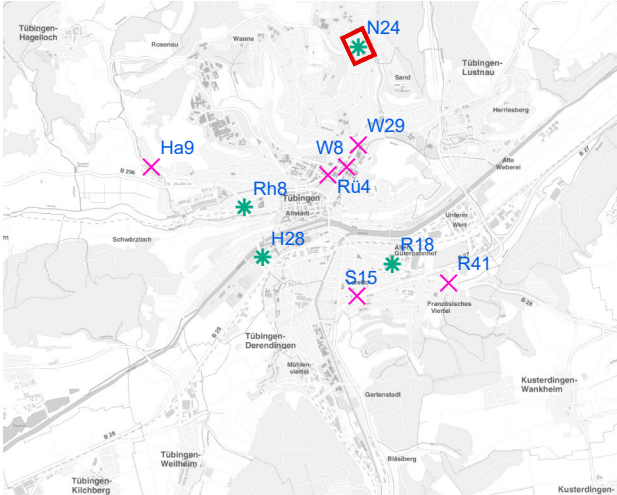 N24
Tübingen-
Hagelloch
Wanne
Rosenau
Sand
Tübingen-
Lustnau
Herrlesberg
W29
W8
Ha9
B 296
B 27
Alte
Weberei
Rh8
Rü4
Tübingen
Altstadt
Unterm
Wert
Schwärzloch
H28
R18
Güterbahnhof
S15
R41
B 28
Französisches
Viertel
B 28
Tübingen-
Derendingen
Mühlen-
viertel
Gartenstadt
Kusterdingen-
Wankheim
B 28
Tübingen-
Weilheim
Bläsiberg
Tübingen-
Kilchberg
Kusterdingen-